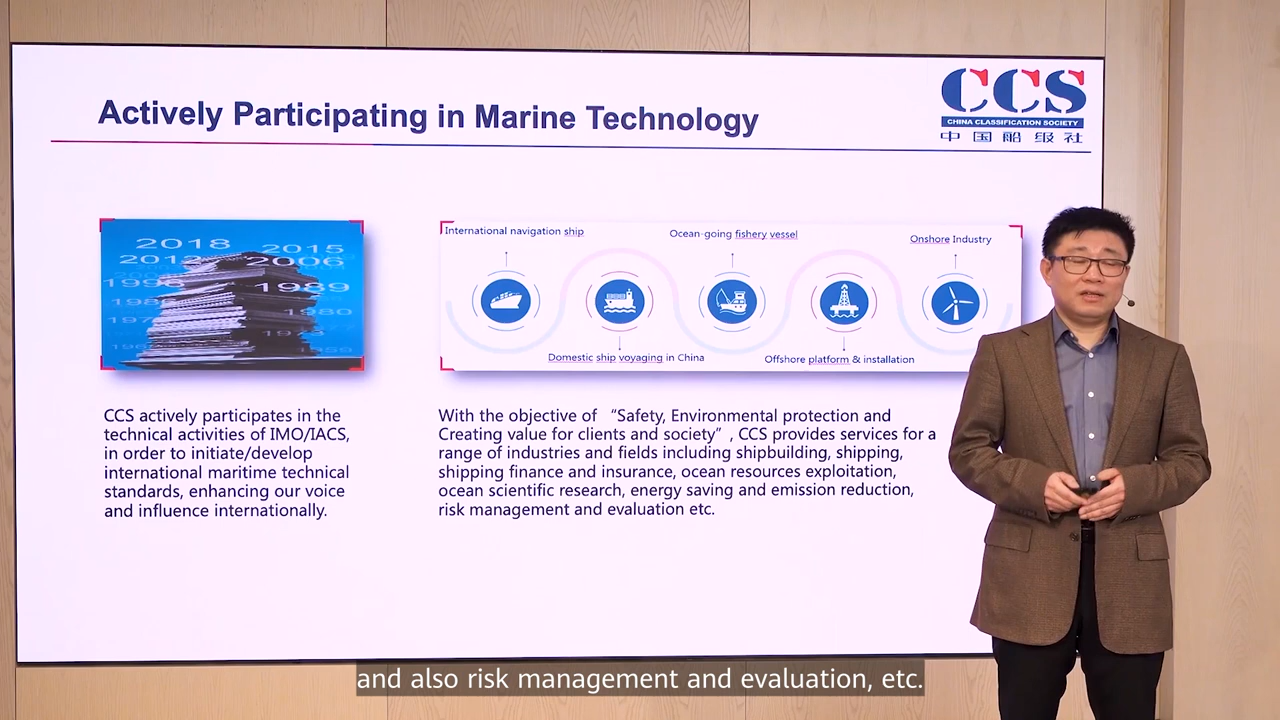 Actively Participating in Marine Technology
CCS
CHINA CLASSIFICATION SOCIETY
中国船级社
2018
2015
2012
2006
1996
1989
1980
International navigation ship
Ocean-going fishery vessel
Onshore Industry
Domestic ship voyaging in China
Offshore platform & installation
CCS actively participates in the
technical activities of IMO/IACS,
in order to initiate/develop
international maritime technical
standards, enhancing our voice
and influence internationally.
With the objective of “Safety, Environmental protection and
Creating value for clients and society”, CCS provides services for a
range of industries and fields including shipbuilding, shipping,
shipping finance and insurance, ocean resources exploitation,
ocean scientific research, energy saving and emission reduction,
risk management and evaluation etc.
and also risk management and evaluation, etc.